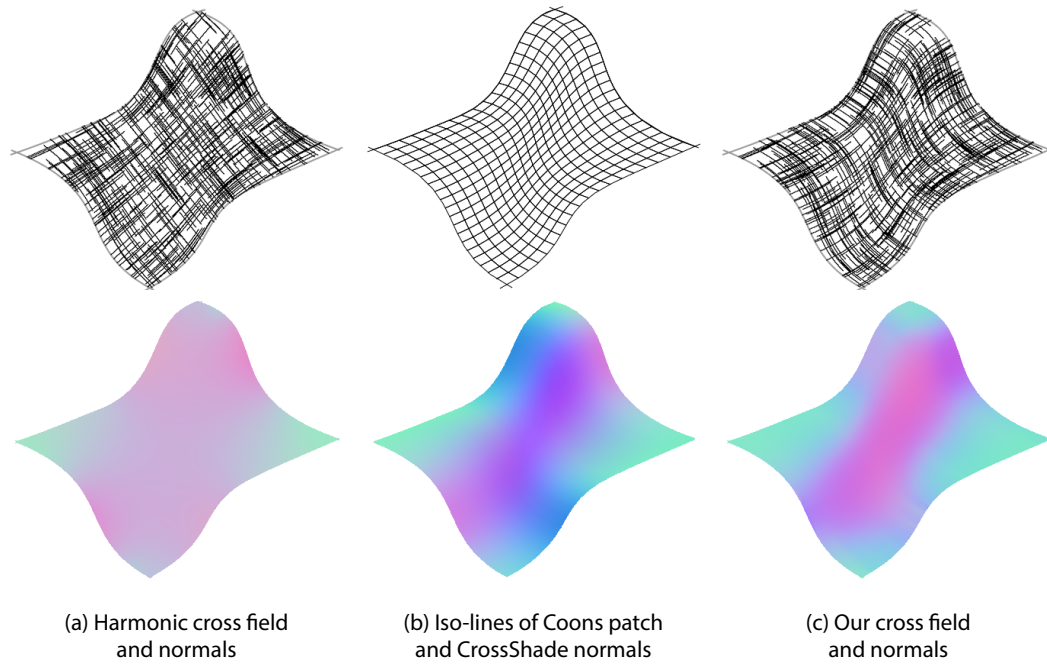 (a) Harmonic cross field
and normals
(b) Iso-lines of Coons patch
and CrossShade normals
(c) Our cross field
and normals